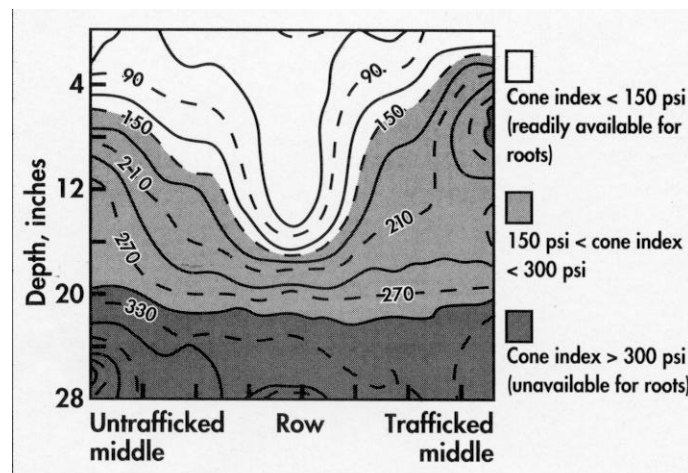 Depth, inches
4
12
20
28
90
90
150
150
210
210
270
270
330
Untrafficked
middle
Row
Trafficked
middle
Cone index < 150 psi
(readily available for
roots)
150 psi < cone index
< 300 psi
Cone index > 300 psi
(unavailable for roots)